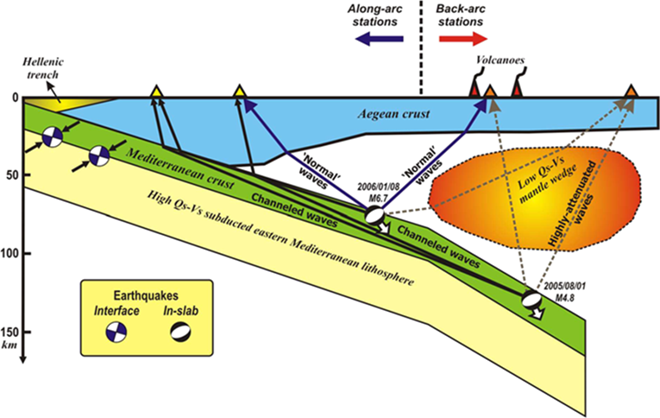 Along-arc
stations
Back-arc
stations
Hellenic
trench
Volcanoes
0
50
100
150
km
Aegean crust
Mediterranean crust
'Normal'
waves
'Normal'
waves
Low Qs-Vs
mantle wedge
Highly-attenuated
waves
2006/01/08
M6.7
Channeled waves
Channeled waves
High Qs-Vs subducted eastern Mediterranean lithosphere
2005/08/01
M4.8
Earthquakes
Interface
In-slab